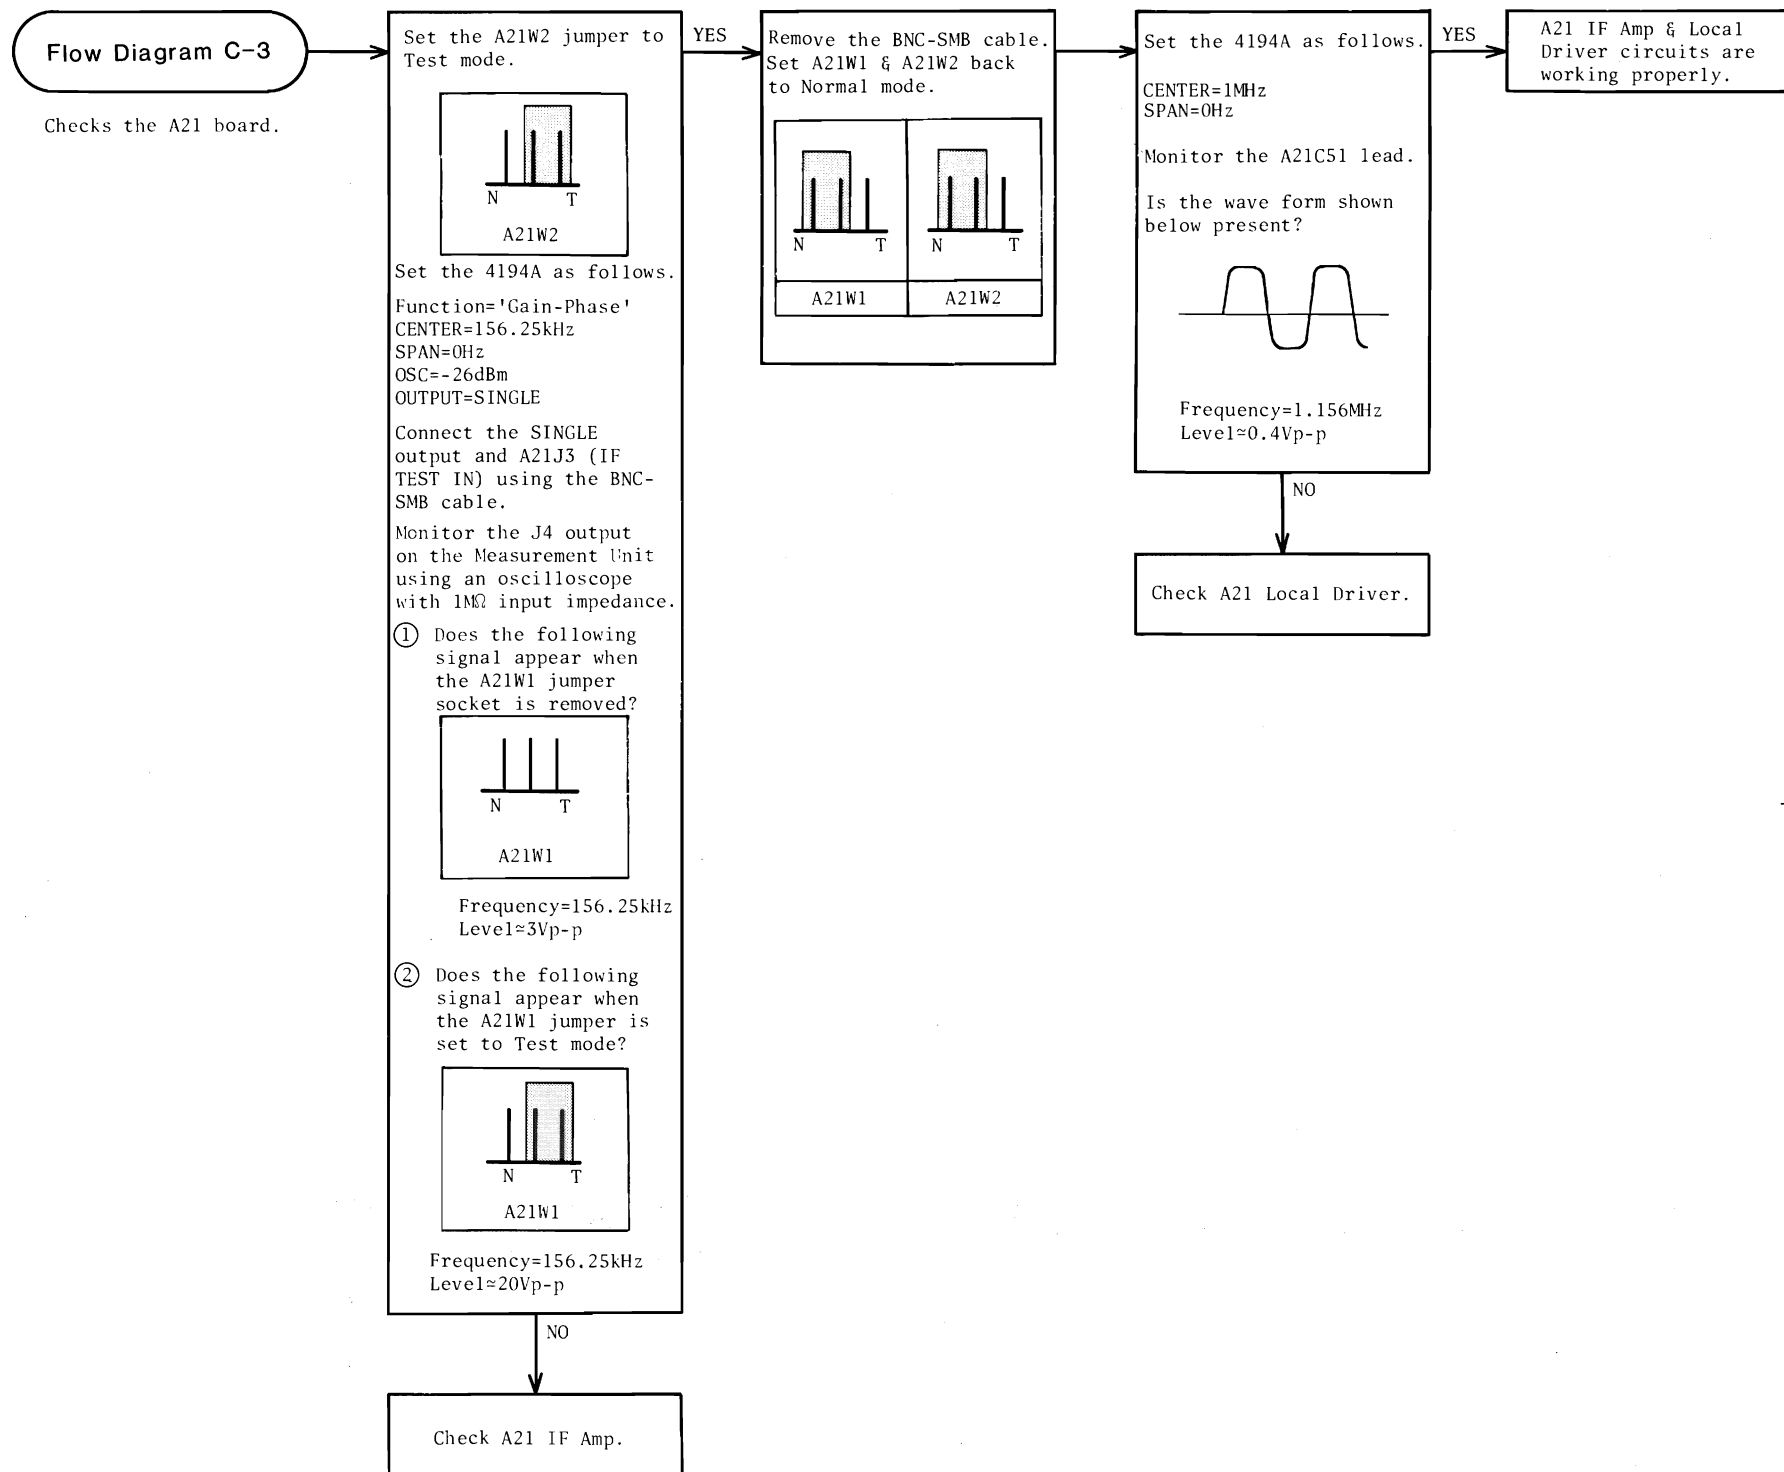 Flow Diagram C-3
Checks the A21 board.
Set the A21W2 jumper to
Test mode.
N T
A21W2
Set the 4194A as follows.
Function='Gain-Phase'
CENTER=156.25kHz
SPAN=0Hz
OSC=-26dBm
OUTPUT=SINGLE
Connect the SINGLE
output and A21J3 (IF
TEST IN) using the BNC-
SMB cable.
Monitor the J4 output
on the Measurement Unit
using an oscilloscope
with 1MΩ input impedance.
① Does the following
signal appear when
the A21W1 jumper
socket is removed?
N T
A21W1
Frequency=156.25kHz
Level≃3Vp-p
② Does the following
signal appear when
the A21W1 jumper is
set to Test mode?
N T
A21W1
Frequency=156.25kHz
Level≃20Vp-p
NO
Check A21 IF Amp.
YES
Remove the BNC-SMB cable.
Set A21W1 & A21W2 back
to Normal mode.
N T N T
A21W1 A21W2
Set the 4194A as follows.
CENTER=1MHz
SPAN=0Hz
Monitor the A21C51 lead.
Is the wave form shown
below present?
Frequency=1.156MHz
Level≃0.4Vp-p
NO
Check A21 Local Driver.
YES
A21 IF Amp & Local
Driver circuits are
working properly.